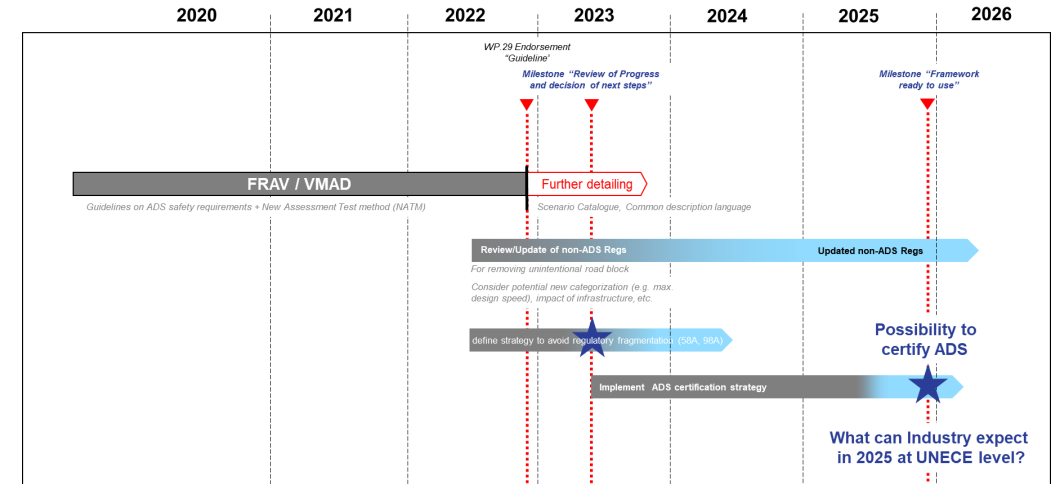 2020 2021 2022 2023 2024 2025 2026
WP.29 Endorsement
"Guideline'
Milestone "Review of Progress
and decision of next steps"
Milestone "Framework
ready to use"
FRAV / VMAD
Further detailing
Guidelines on ADS safety requirements + New Assessment Test method (NATM)
Scenario Catalogue, Common description language
Review/Update of non-ADS Regs
Updated non-ADS Regs
For removing unintentional road block
Consider potential new categorization (e.g. max.
design speed), impact of infrastructure, etc.
define strategy to avoid regulatory fragmentation (58A, 98A)
Possibility to
certify ADS
Implement ADS certification strategy
What can Industry expect
in 2025 at UNECE level?